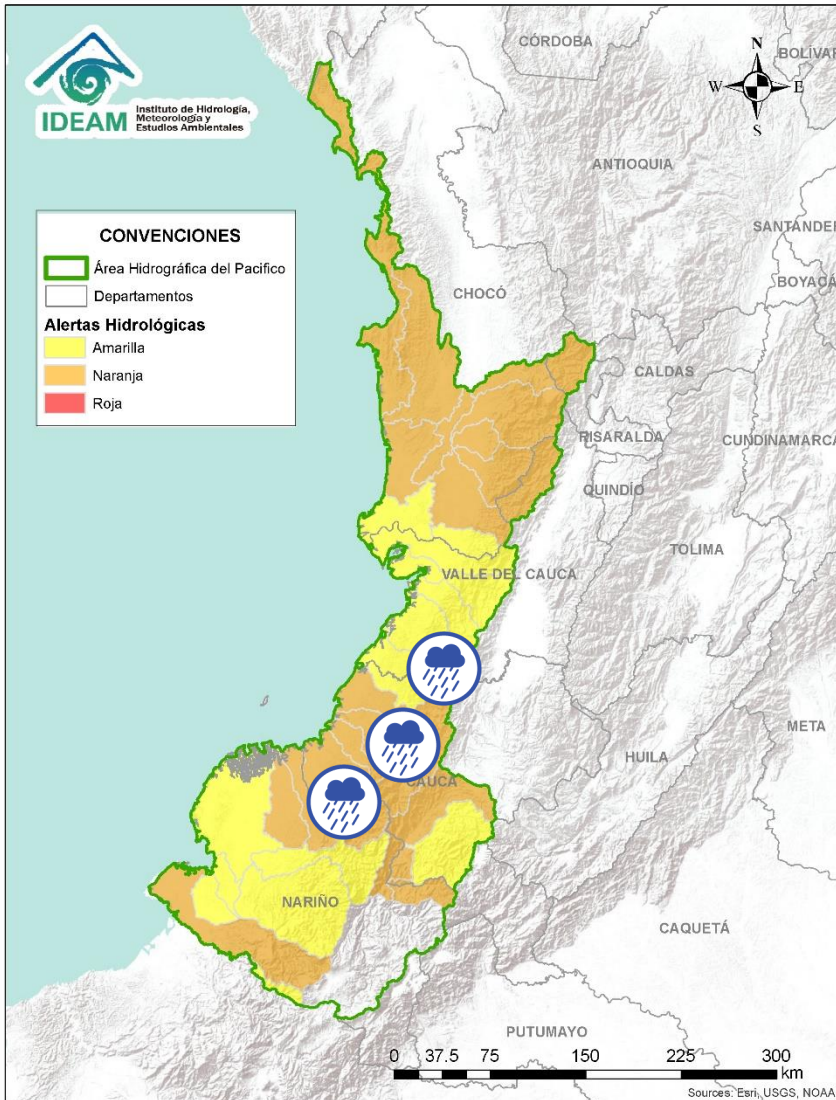 IDEAM
Instituto de Hidrología,
Meteorología y
Estudios Ambientales
CÓRDOBA
BOLÍVAR
N
W
E
S
ANTIOQUIA
SANTANDER
BOYACÁ
CONVENCIONES
Área Hidrográfica del Pacifico
Departamentos
Alertas Hidrológicas
Amarilla
Naranja
Roja
CHOCÓ
CALDAS
RISARALDA
CUNDINAMARCA
QUINDÍO
TOLIMA
VALLE DEL CAUCA
META
HUILA
CAUCA
NARIÑO
CAQUETÁ
PUTUMAYO
0 37.5 75 150 225 300
km
Sources: Esri, USGS, NOAA